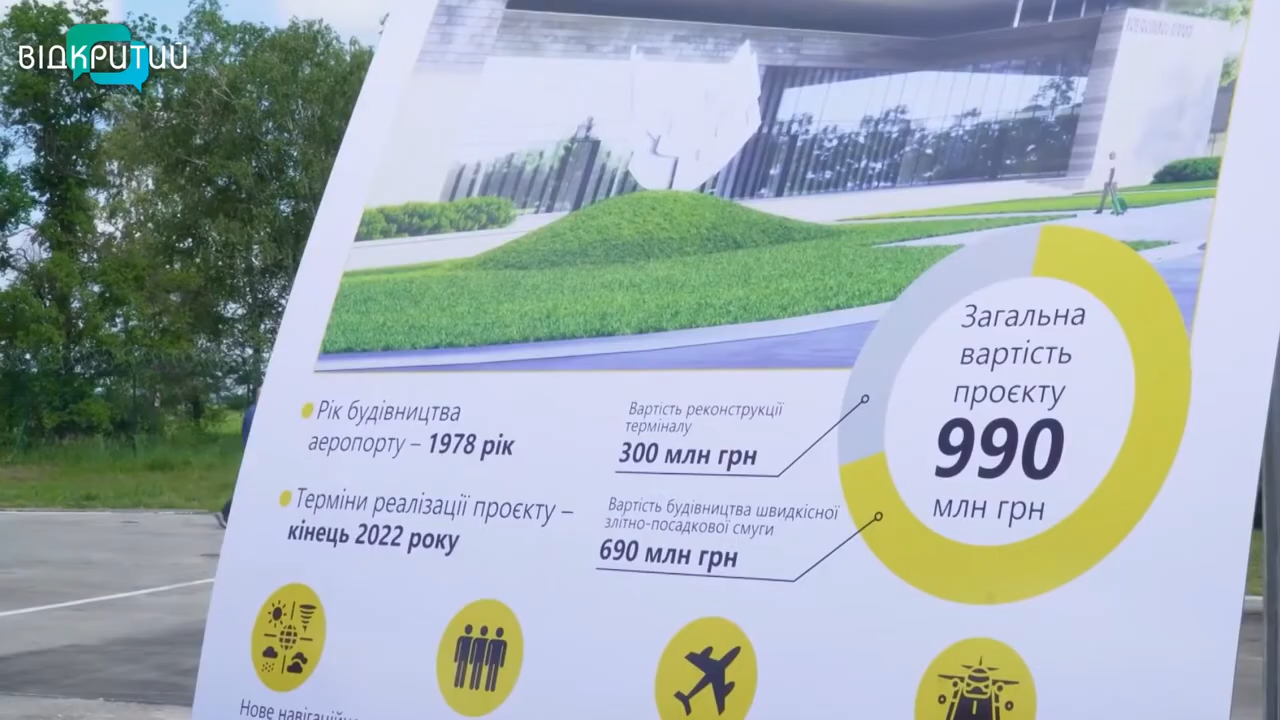 ВІДКРИТИЙ
Загальна
вартість
проєкту
990
млн грн
Рік будівництва
аеропорту – 1978 рік
Терміни реалізації проєкту –
кінець 2022 року
Вартість реконструкції
терміналу
300 млн грн
Вартість будівництва швидкісної
злітно-посадкової смуги
690 млн грн
Нове